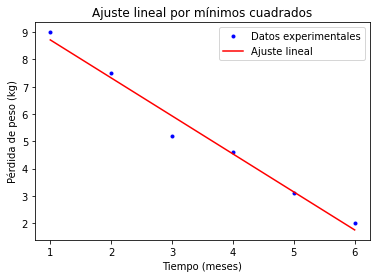 Ajuste lineal por mínimos cuadrados
Datos experimentales
Ajuste lineal
Pérdida de peso (kg)
9
8
7
6
5
4
3
2
1 2 3 4 5 6
Tiempo (meses)